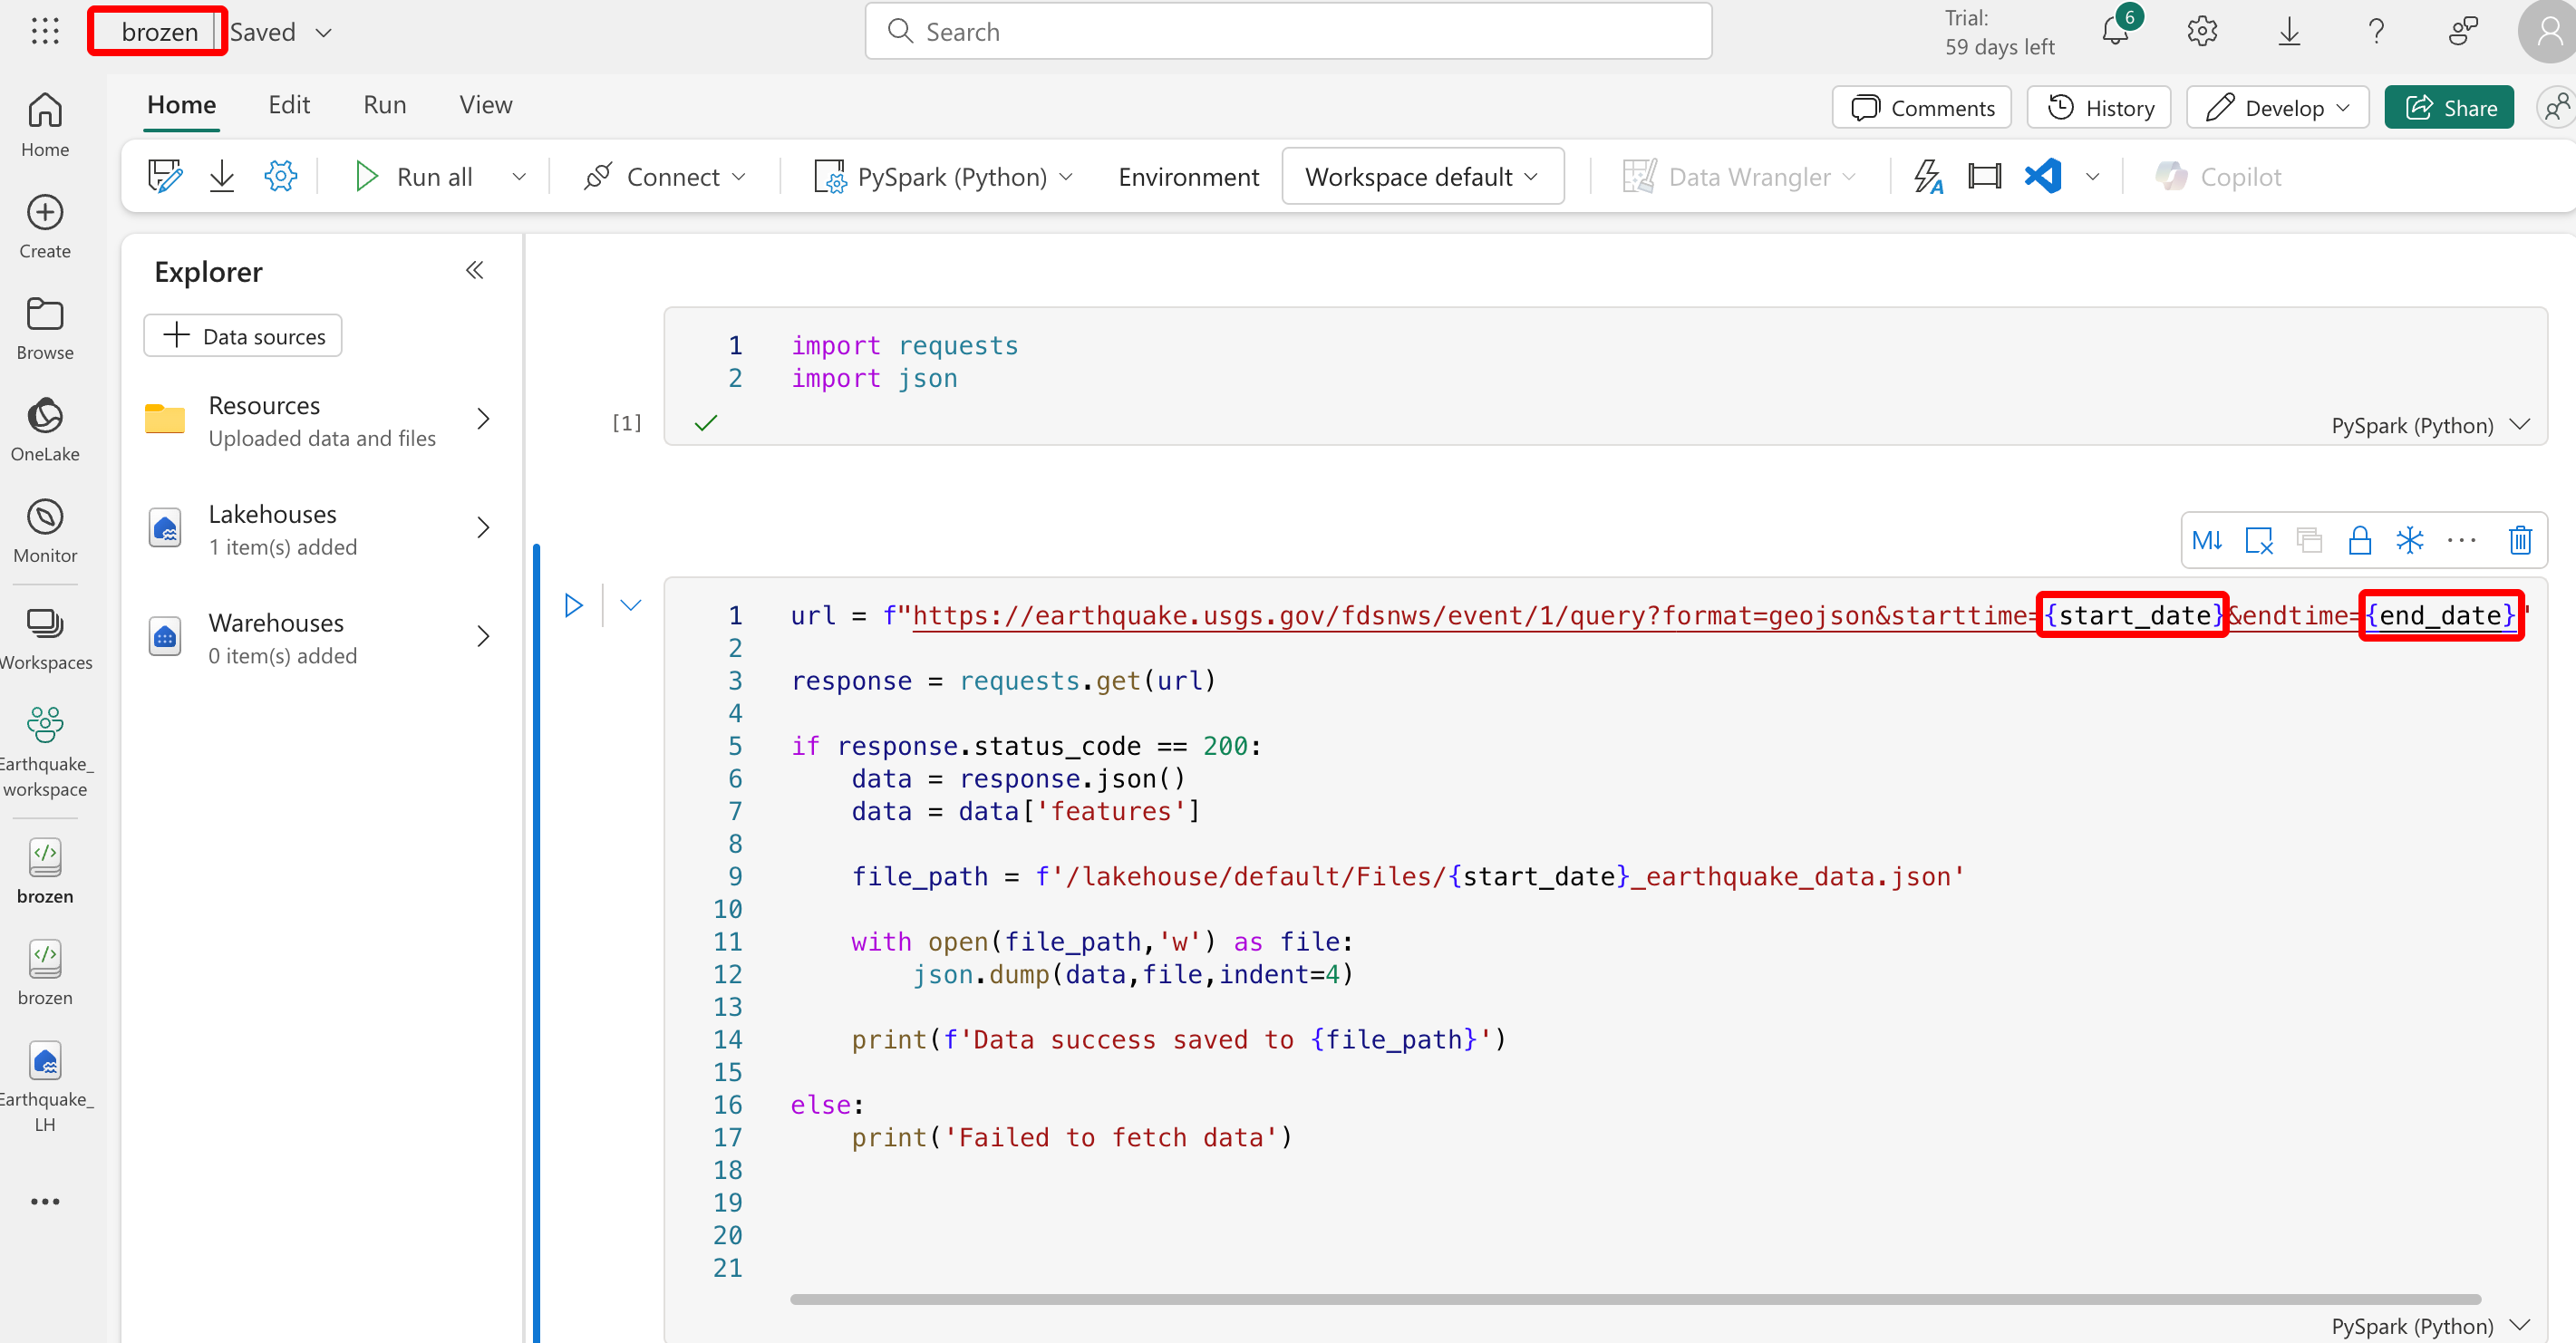 brozen Saved
Search
Trial:
59 days left
6
Home Edit Run View
Comments History Develop Share
Run all Connect PySpark (Python) Environment Workspace default Data Wrangler Copilot
Home
Create
Browse
OneLake
Monitor
Workspaces
Earthquake_
workspace
brozen
brozen
Earthquake_
LH
Explorer
Data sources
Resources
Uploaded data and files
Lakehouses
1 item(s) added
Warehouses
0 item(s) added
1 import requests
2 import json
[1]
PySpark (Python)
M↓
1 url = f"https://earthquake.usgs.gov/fdsnws/event/1/query?format=geojson&starttime={start_date}&endtime={end_date}"
2
3 response = requests.get(url)
4
5 if response.status_code == 200:
6     data = response.json()
7     data = data['features']
8
9     file_path = f'/lakehouse/default/Files/{start_date}_earthquake_data.json'
10
11     with open(file_path,'w') as file:
12         json.dump(data,file,indent=4)
13
14     print(f'Data success saved to {file_path}')
15
16 else:
17     print('Failed to fetch data')
18
19
20
21
PySpark (Python)